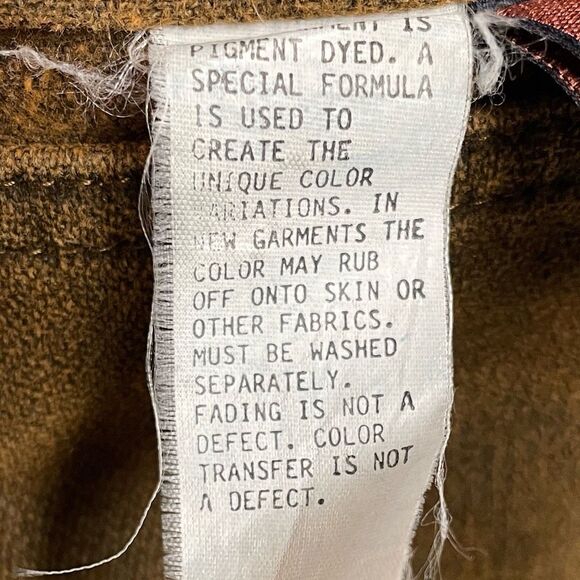 GARMENT IS
PIGMENT DYED. A
SPECIAL FORMULA
IS USED TO
CREATE THE
UNIQUE COLOR
VARIATIONS. IN
NEW GARMENTS THE
COLOR MAY RUB
OFF ONTO SKIN OR
OTHER FABRICS.
MUST BE WASHED
SEPARATELY.
FADING IS NOT A
DEFECT. COLOR
TRANSFER IS NOT
A DEFECT.